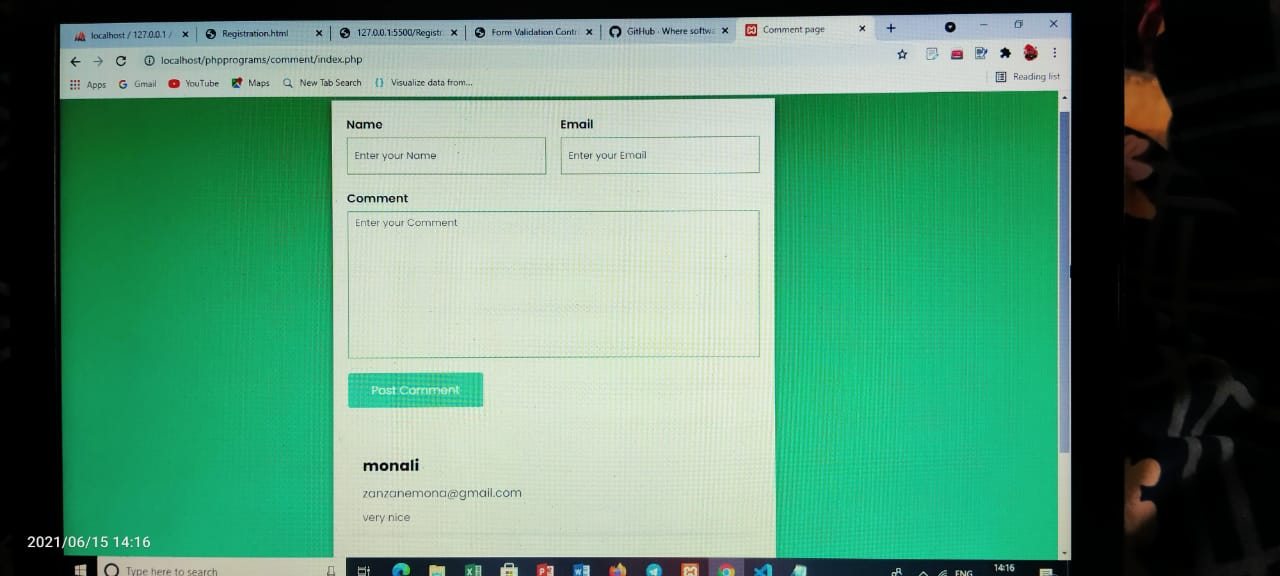 localhost / 127.0.0.1 /
Registration.html
127.0.0.1:5500/Registr
Form Validation Contr
GitHub · Where softwa
Comment page
localhost/phpprograms/comment/index.php
Apps
Gmail
YouTube
Maps
New Tab Search
Visualize data from...
Reading list
Name
Email
Enter your Name
Enter your Email
Comment
Enter your Comment
Post Comment
monali
zanzanemona@gmail.com
very nice
2021/06/15 14:16
Type here to search
ENG
14:16